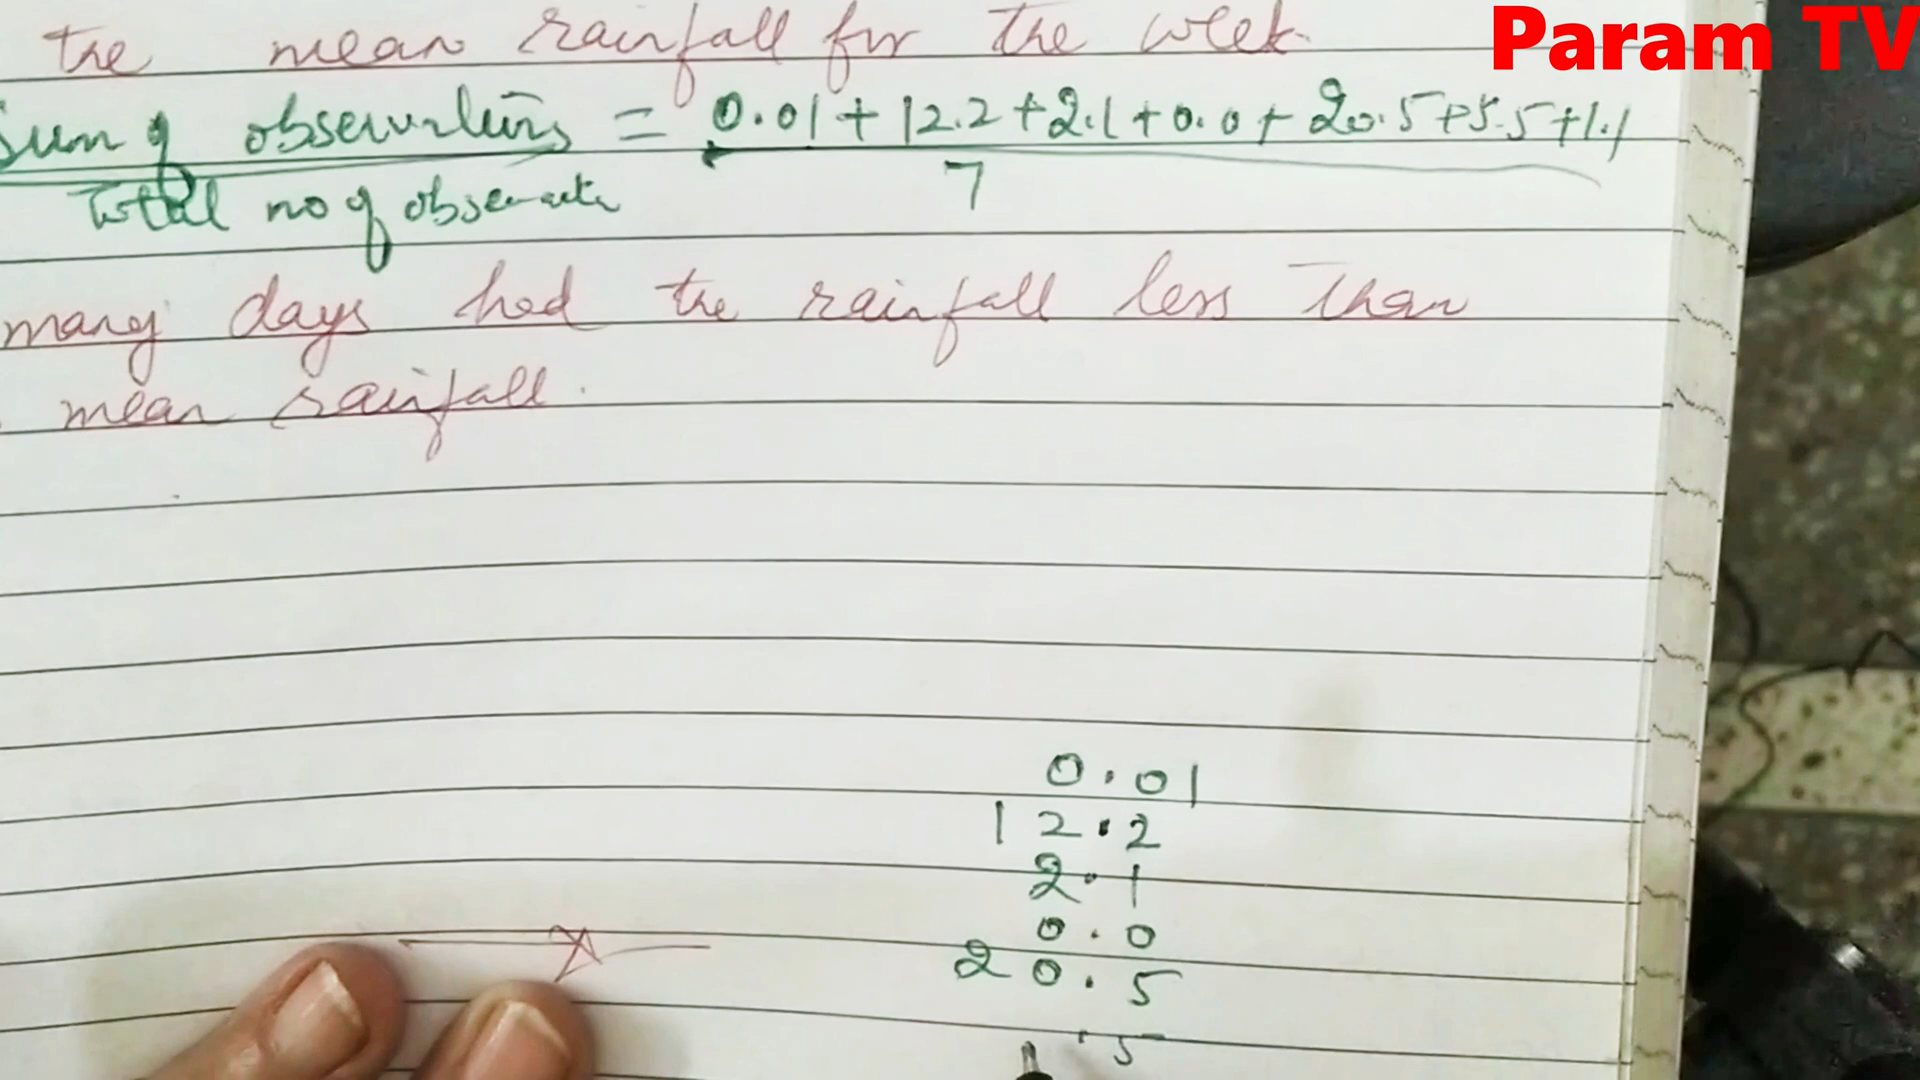 Param TV
the mean rainfall for the week.
Sum of observations = 0.01 + 12.2 + 2.1 + 0.0 + 20.5 + 5.5 + 1.1
Total no of 7
many days had the rainfall less than
mean rainfall.
0.01
12.2
2.1
0.0
20.5
5